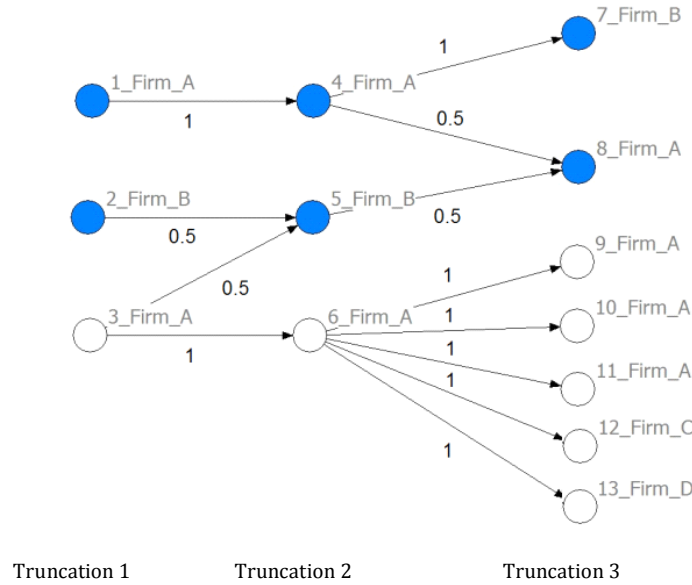 7_Firm_B
1
1_Firm_A
4_Firm_A
1
0.5
8_Firm_A
2_Firm_B
5_Firm_B
0.5
0.5
9_Firm_A
0.5
1
3_Firm_A
6_Firm_A
10_Firm_A
1
1
1
11_Firm_A
1
12_Firm_C
1
13_Firm_D
Truncation 1 Truncation 2 Truncation 3